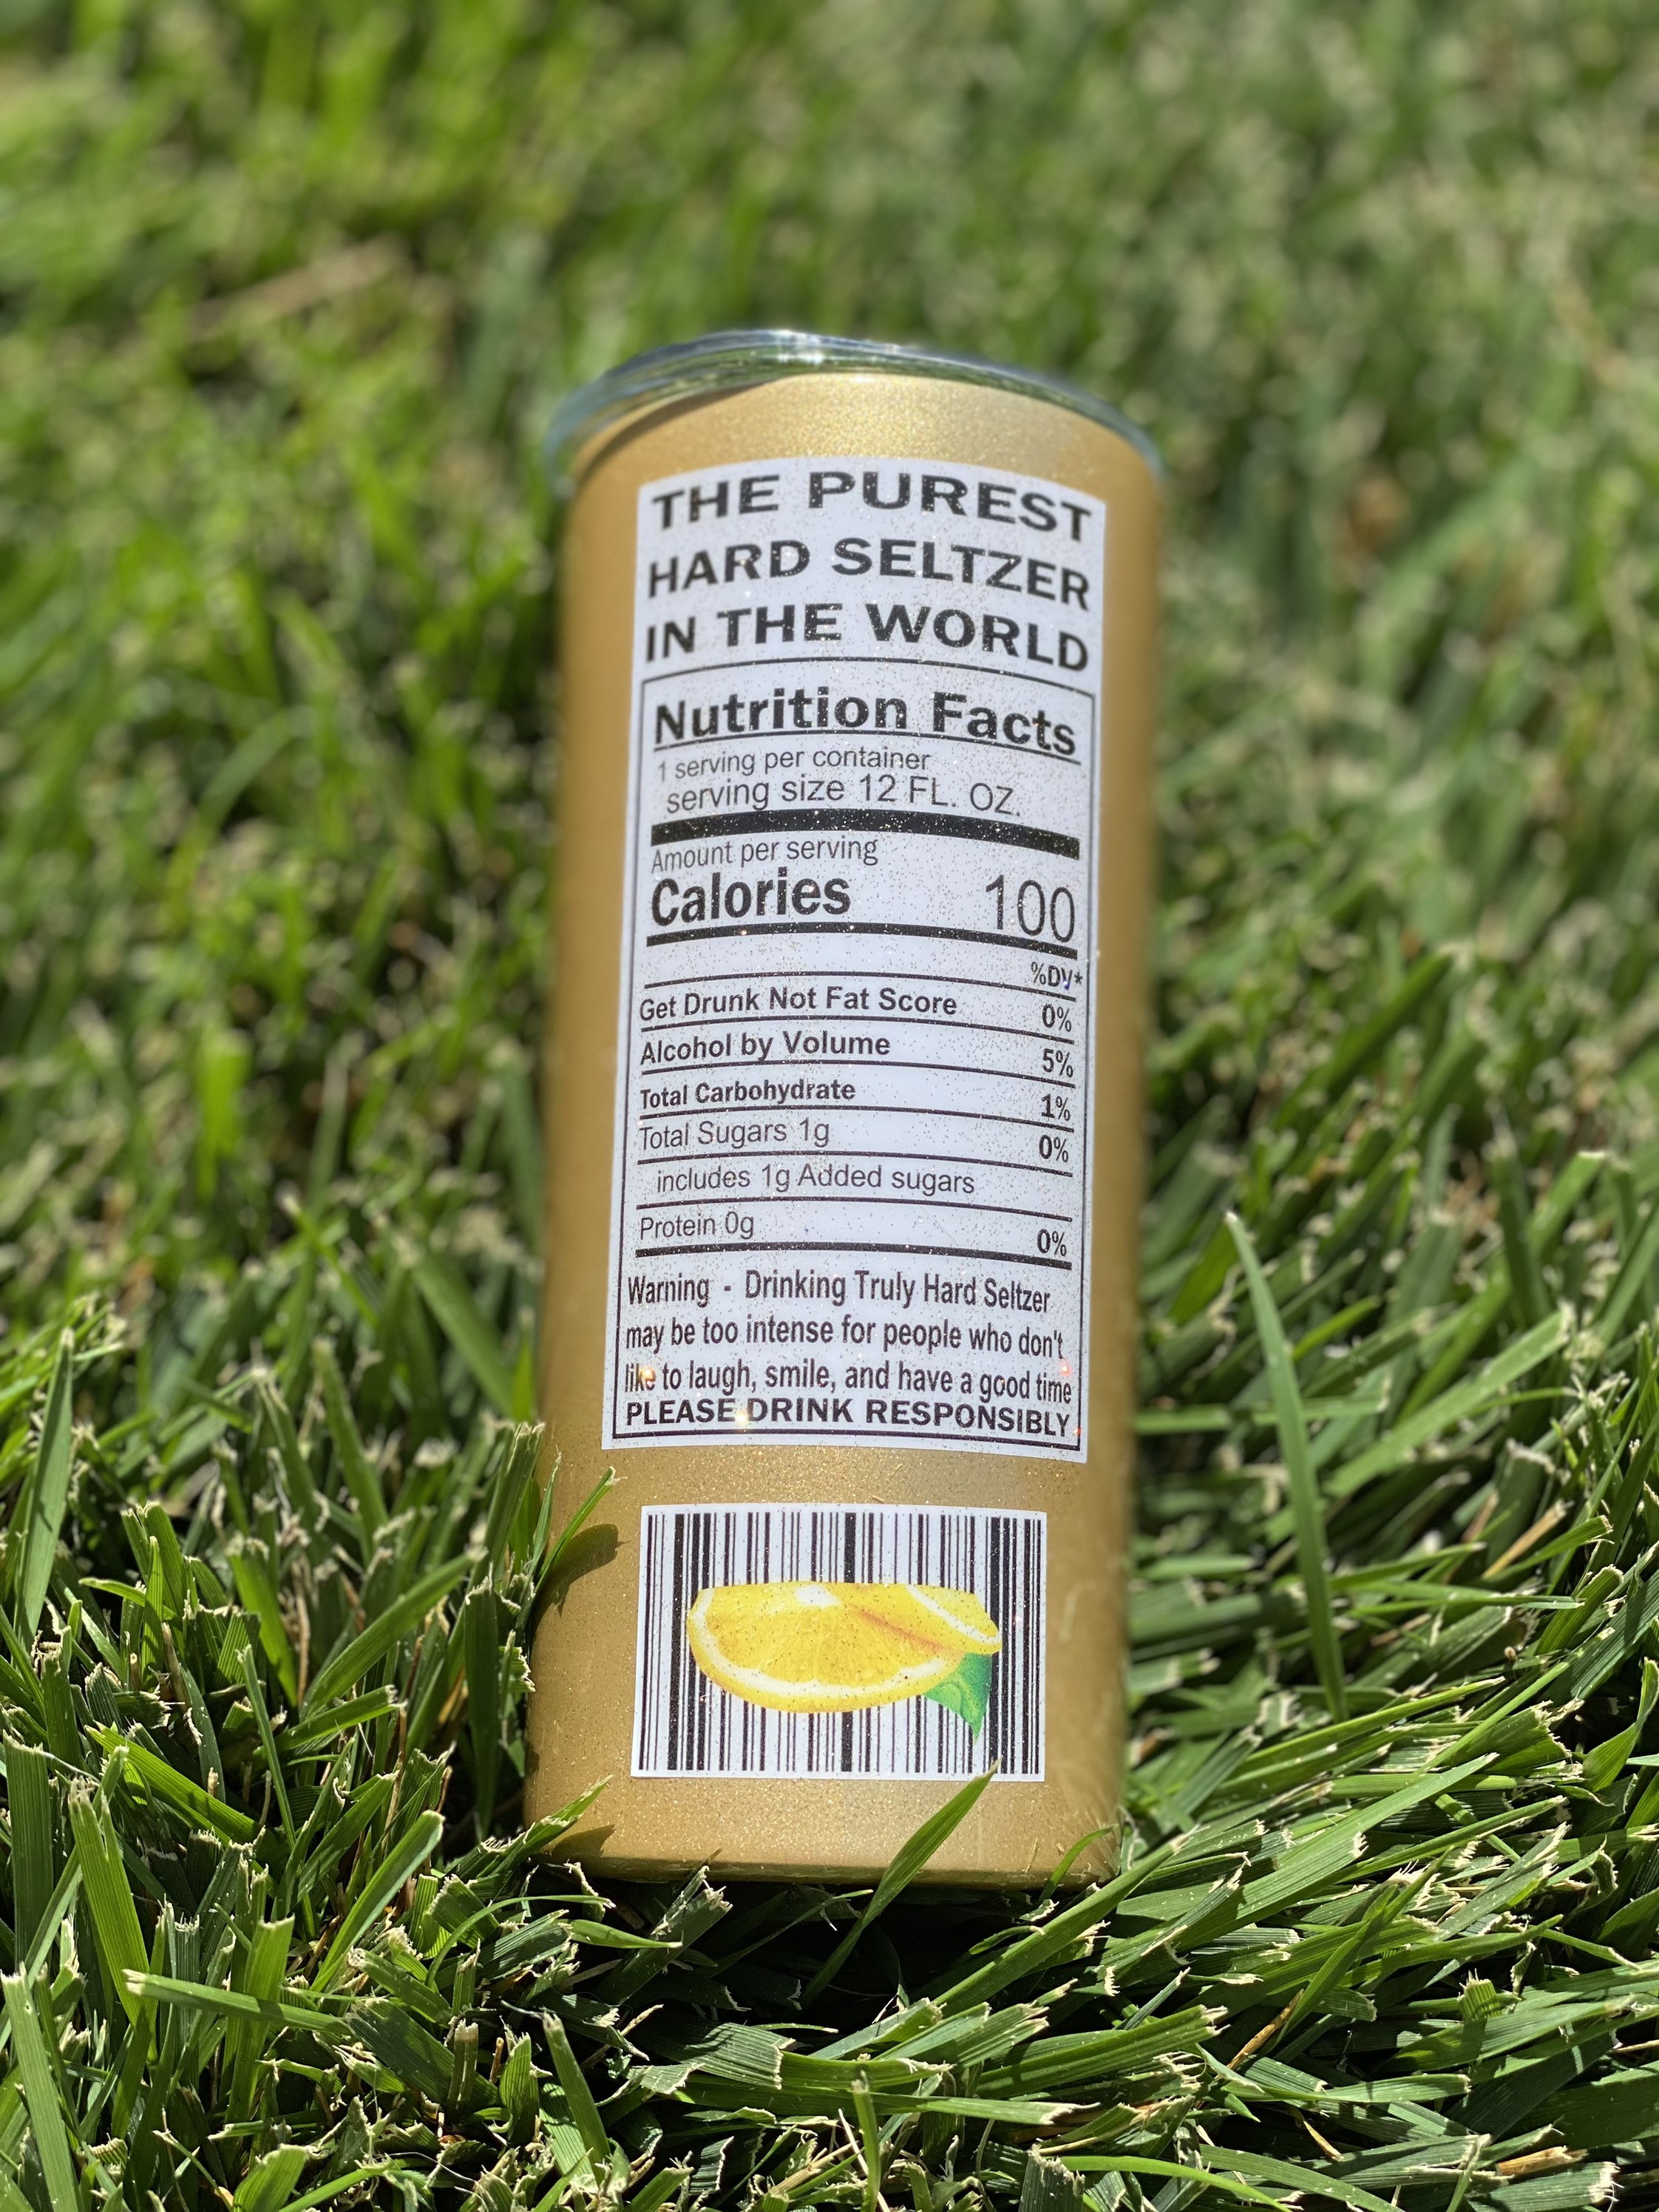 THE PUREST
HARD SELTZER
IN THE WORLD
Nutrition Facts
1 serving per container
serving size 12 FL. OZ.
Amount per serving
Calories 100
%DV*
Get Drunk Not Fat Score 0%
Alcohol by Volume 5%
Total Carbohydrate 1%
Total Sugars 1g 0%
includes 1g Added sugars
Protein 0g 0%
Warning - Drinking Truly Hard Seltzer
may be too intense for people who don't
like to laugh, smile, and have a good time
PLEASE DRINK RESPONSIBLY